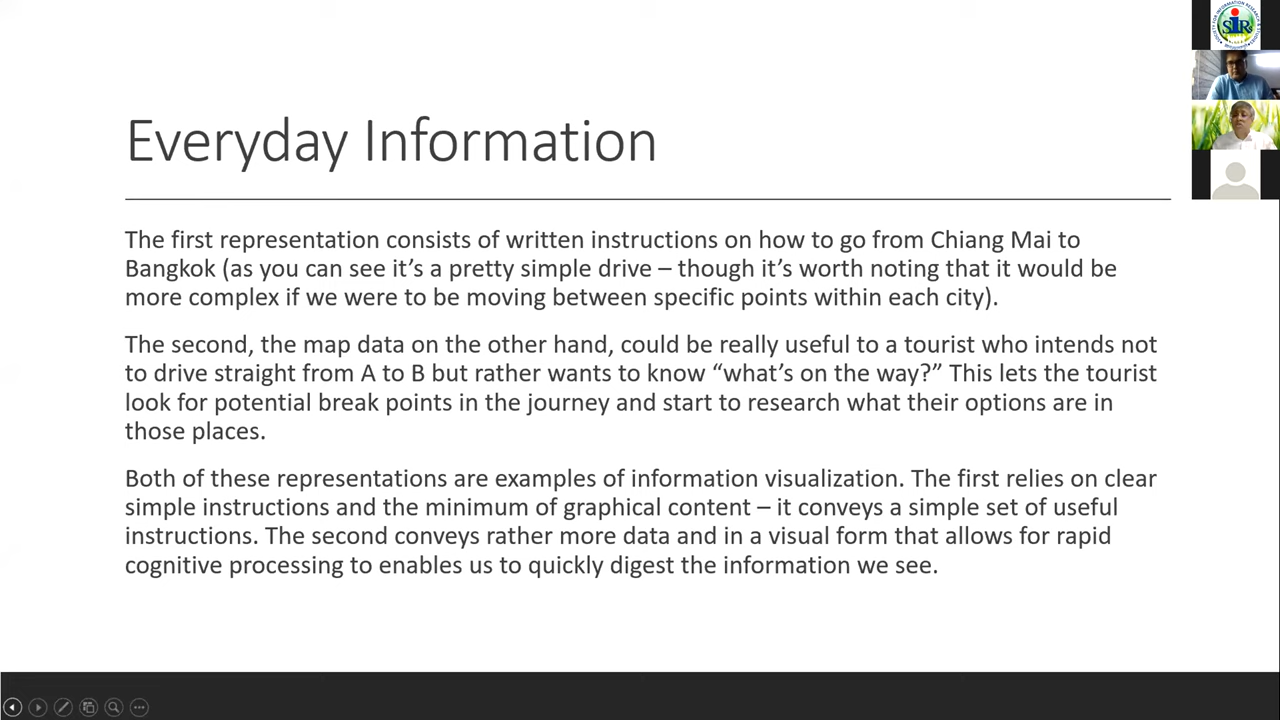 Everyday Information
The first representation consists of written instructions on how to go from Chiang Mai to
Bangkok (as you can see it’s a pretty simple drive – though it’s worth noting that it would be
more complex if we were to be moving between specific points within each city).
The second, the map data on the other hand, could be really useful to a tourist who intends not
to drive straight from A to B but rather wants to know “what’s on the way?” This lets the tourist
look for potential break points in the journey and start to research what their options are in
those places.
Both of these representations are examples of information visualization. The first relies on clear
simple instructions and the minimum of graphical content – it conveys a simple set of useful
instructions. The second conveys rather more data and in a visual form that allows for rapid
cognitive processing to enables us to quickly digest the information we see.